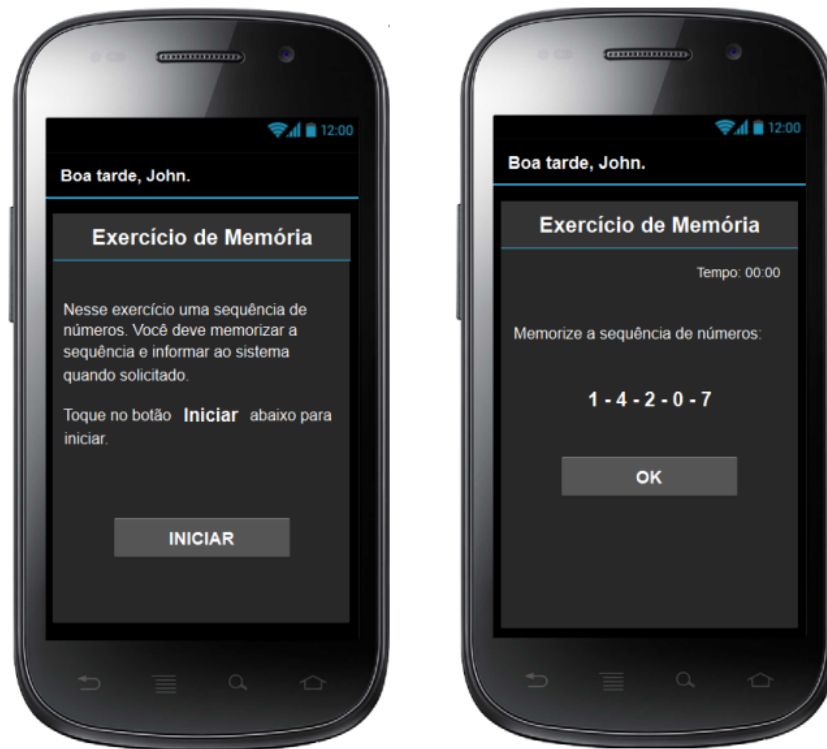 12:00
Boa tarde, John.
Exercício de Memória
Nesse exercício uma sequência de
números. Você deve memorizar a
sequência e informar ao sistema
quando solicitado.
Toque no botão Iniciar abaixo para
iniciar.
INICIAR
12:00
Boa tarde, John.
Exercício de Memória
Tempo: 00:00
Memorize a sequência de números:
1 - 4 - 2 - 0 - 7
OK